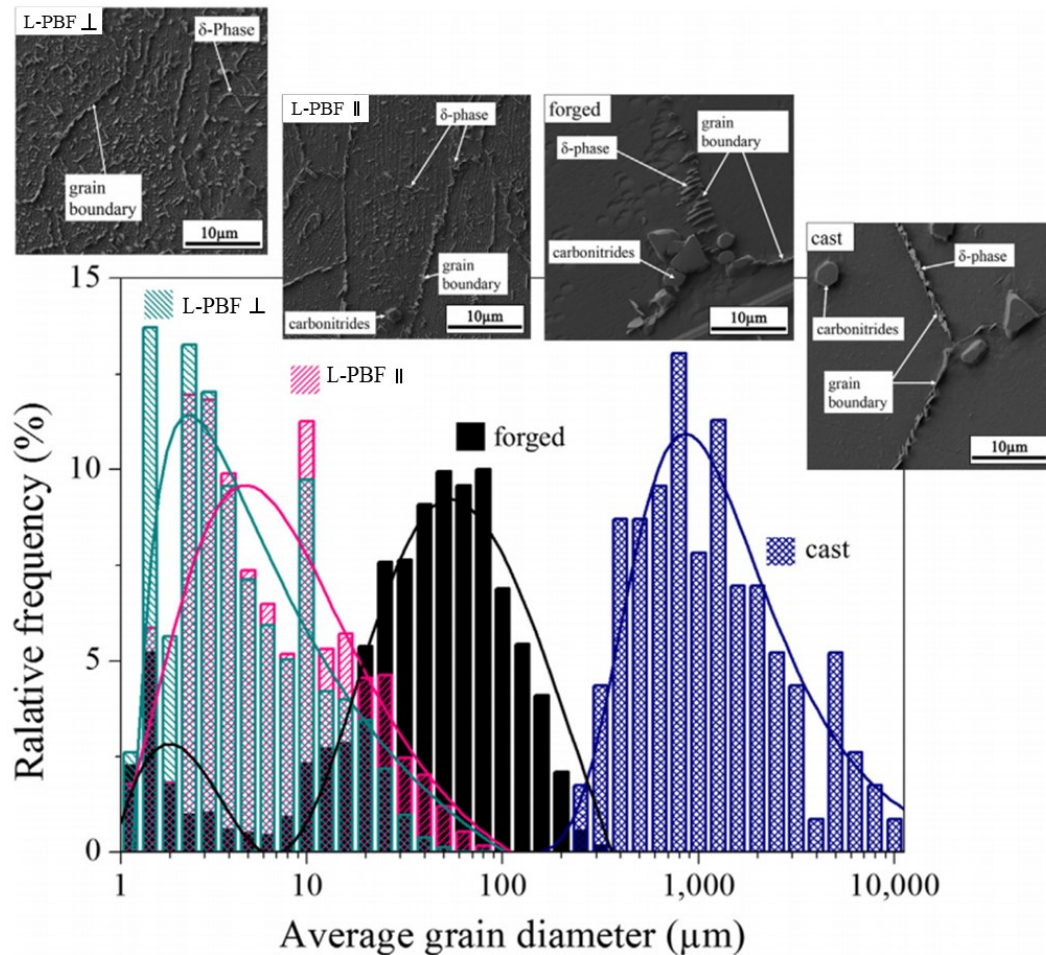 L-PBF ⊥
δ-Phase
grain
boundary
10µm
L-PBF ∥
δ-phase
grain
boundary
carbonitrides
10µm
forged
δ-phase
grain
boundary
carbonitrides
10µm
cast
δ-phase
carbonitrides
grain
boundary
10µm
L-PBF ⊥
L-PBF ∥
forged
cast
Ralative frequency (%)
15
10
5
0
1
10
100
1,000
10,000
Average grain diameter (µm)